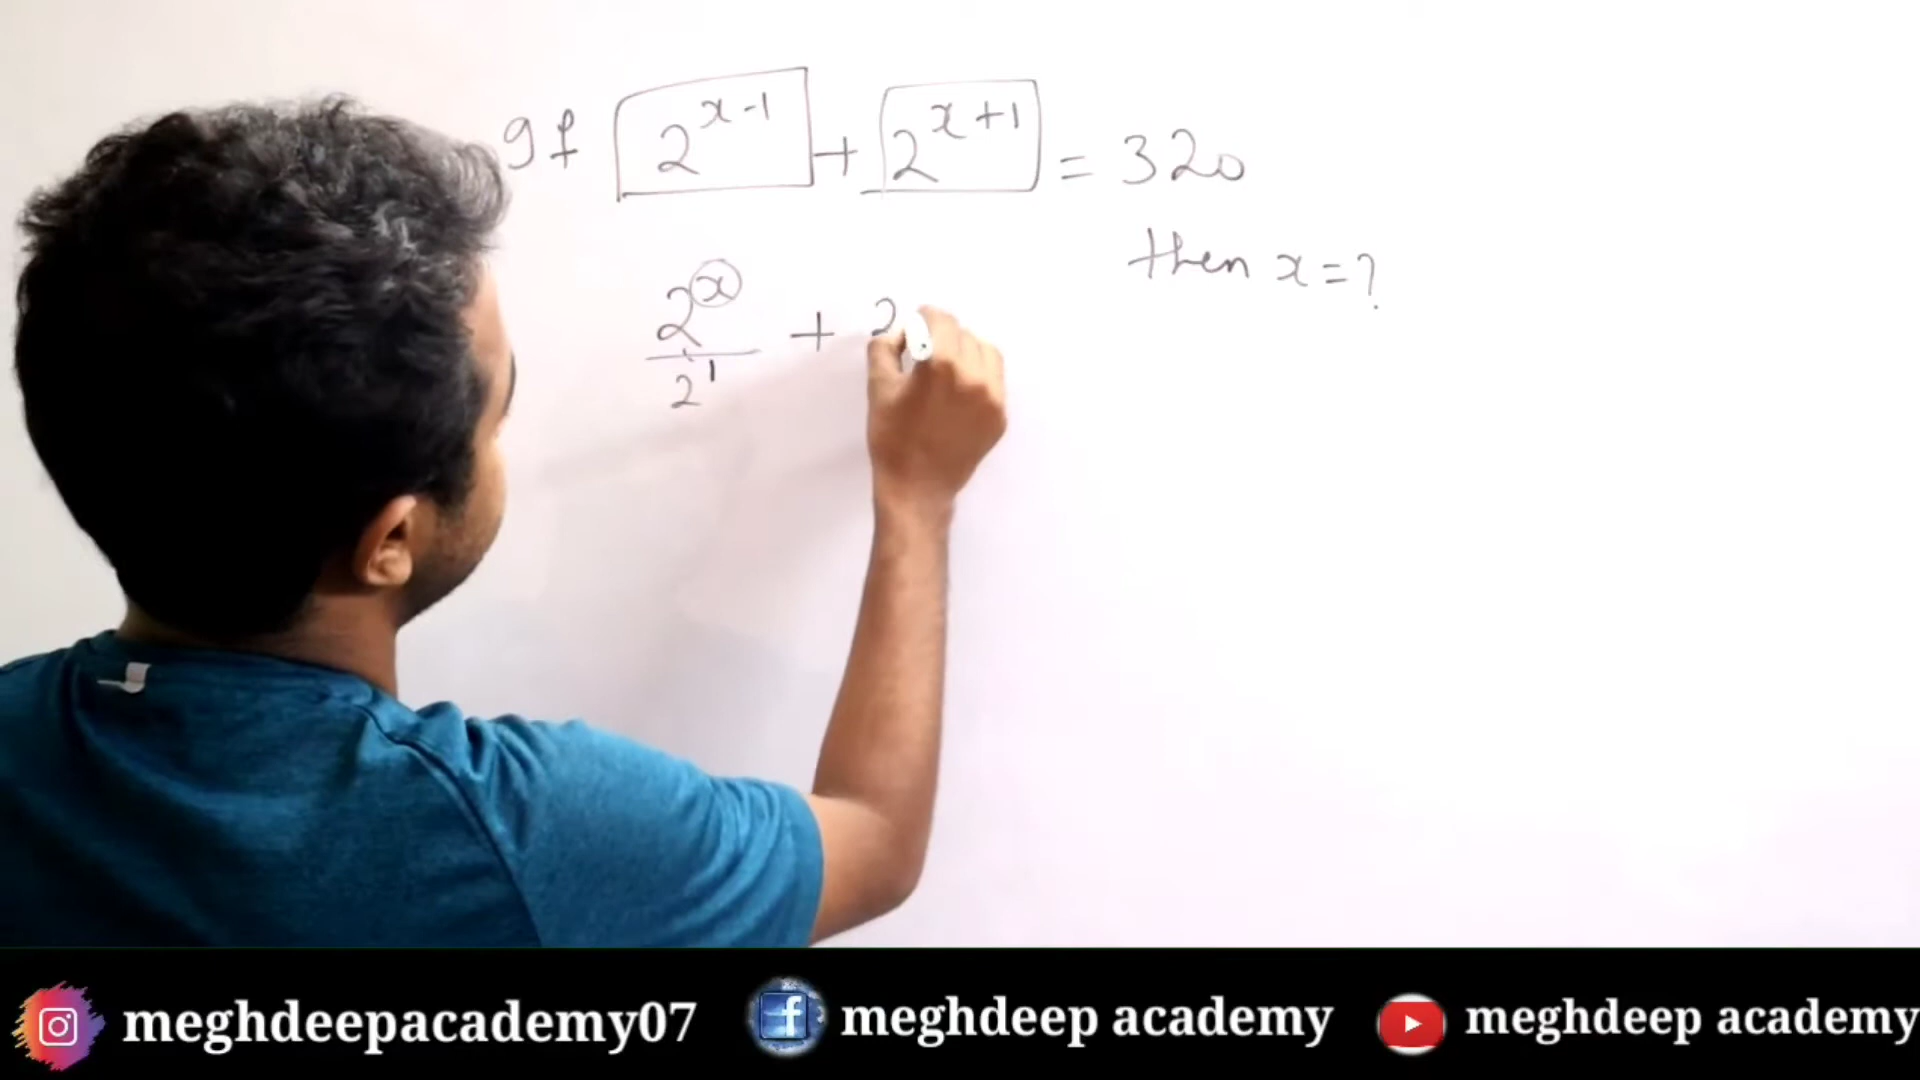 If 2^{x-1} + 2^{x+1} = 320
then x = ?
2^x / 2^1 + 2
meghdeepacademy07
meghdeep academy
meghdeep academy